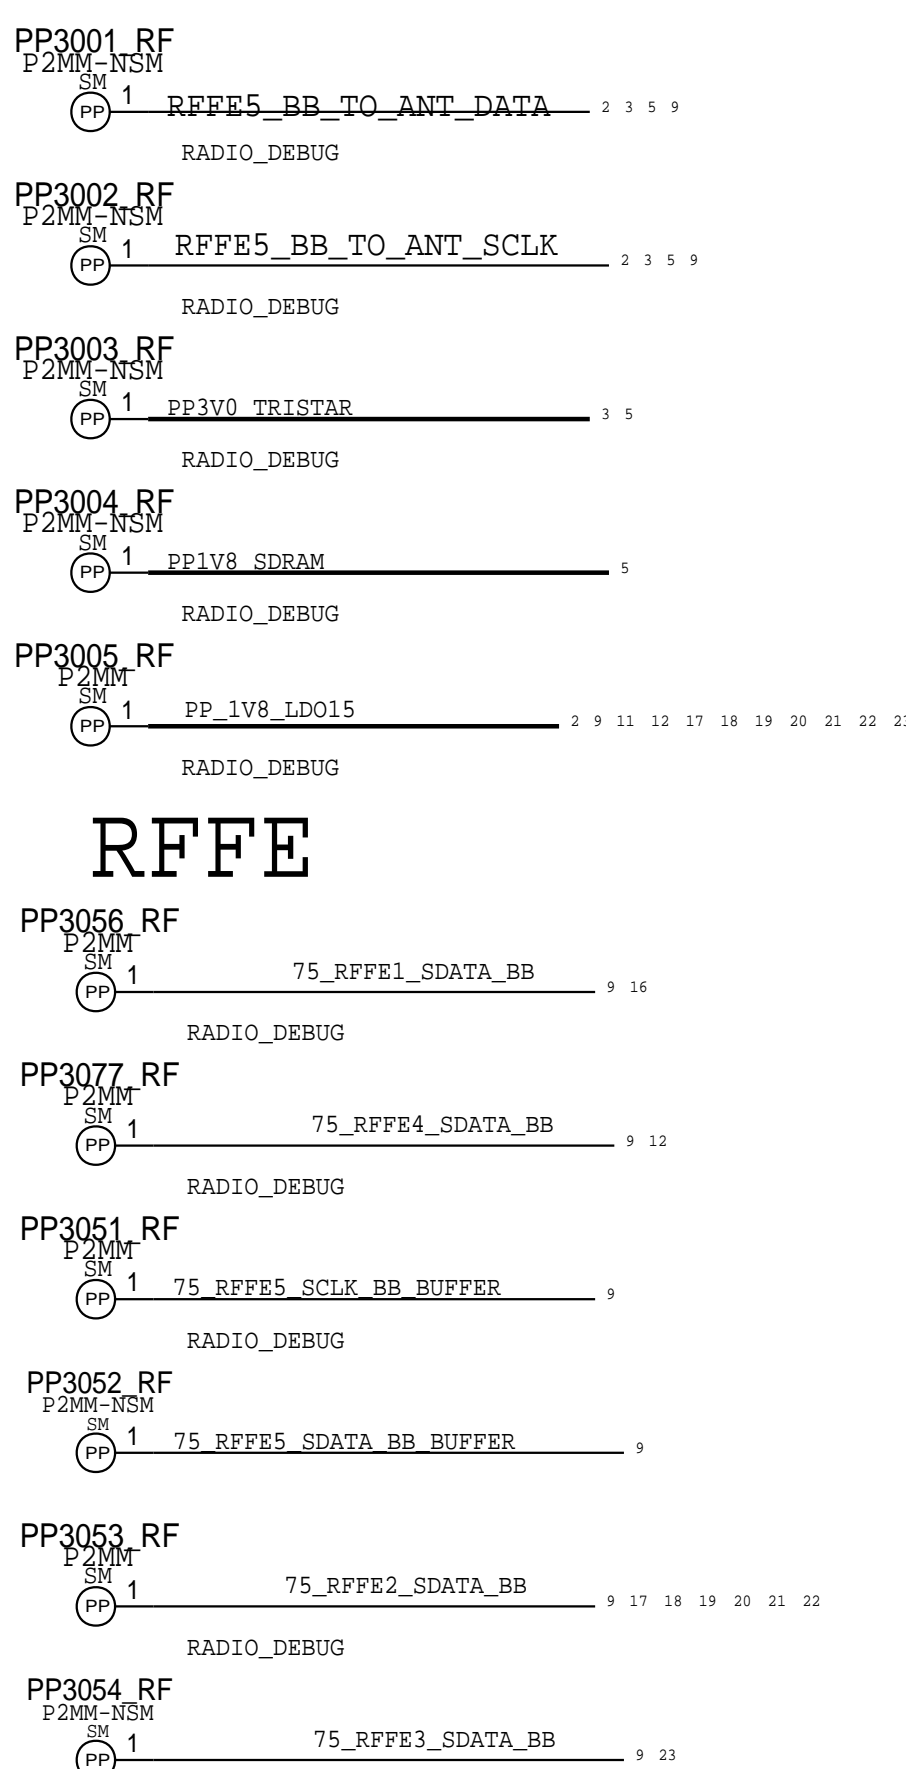 PP3001_RF
P2MM-NSM
SM
PP 1 RFFE5_BB_TO_ANT_DATA 2 3 5 9
RADIO_DEBUG
PP3002_RF
P2MM-NSM
SM
PP 1 RFFE5_BB_TO_ANT_SCLK 2 3 5 9
RADIO_DEBUG
PP3003_RF
P2MM-NSM
SM
PP 1 PP3V0_TRISTAR 3 5
RADIO_DEBUG
PP3004_RF
P2MM-NSM
SM
PP 1 PP1V8_SDRAM 5
RADIO_DEBUG
PP3005_RF
P2MM
SM
PP 1 PP_1V8_LDO15 2 9 11 12 17 18 19 20 21 22 23
RADIO_DEBUG
RFFE
PP3056_RF
P2MM
SM
PP 1 75_RFFE1_SDATA_BB 9 16
RADIO_DEBUG
PP3077_RF
P2MM
SM
PP 1 75_RFFE4_SDATA_BB 9 12
RADIO_DEBUG
PP3051_RF
P2MM
SM
PP 1 75_RFFE5_SCLK_BB_BUFFER 9
RADIO_DEBUG
PP3052_RF
P2MM-NSM
SM
PP 1 75_RFFE5_SDATA_BB_BUFFER 9
PP3053_RF
P2MM
SM
PP 1 75_RFFE2_SDATA_BB 9 17 18 19 20 21 22
RADIO_DEBUG
PP3054_RF
P2MM-NSM
SM
PP 1 75_RFFE3_SDATA_BB 9 23